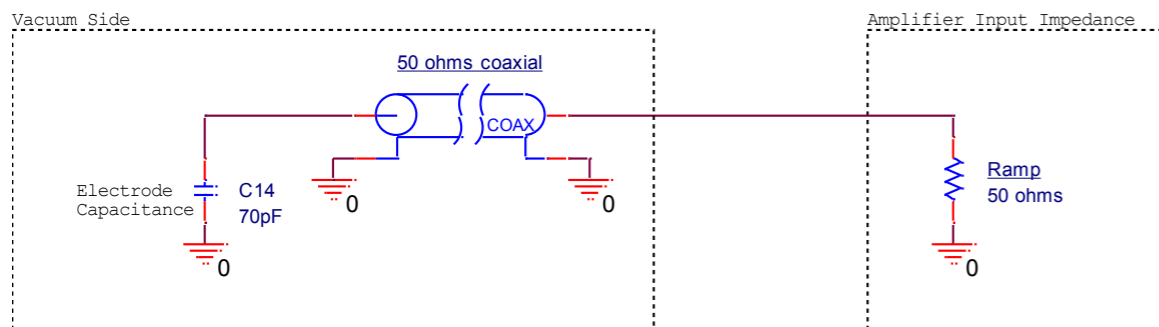 Vacuum Side
Amplifier Input Impedance
50 ohms coaxial
COAX
Electrode
Capacitance
C14
70pF
0
0
0
Ramp
50 ohms
0